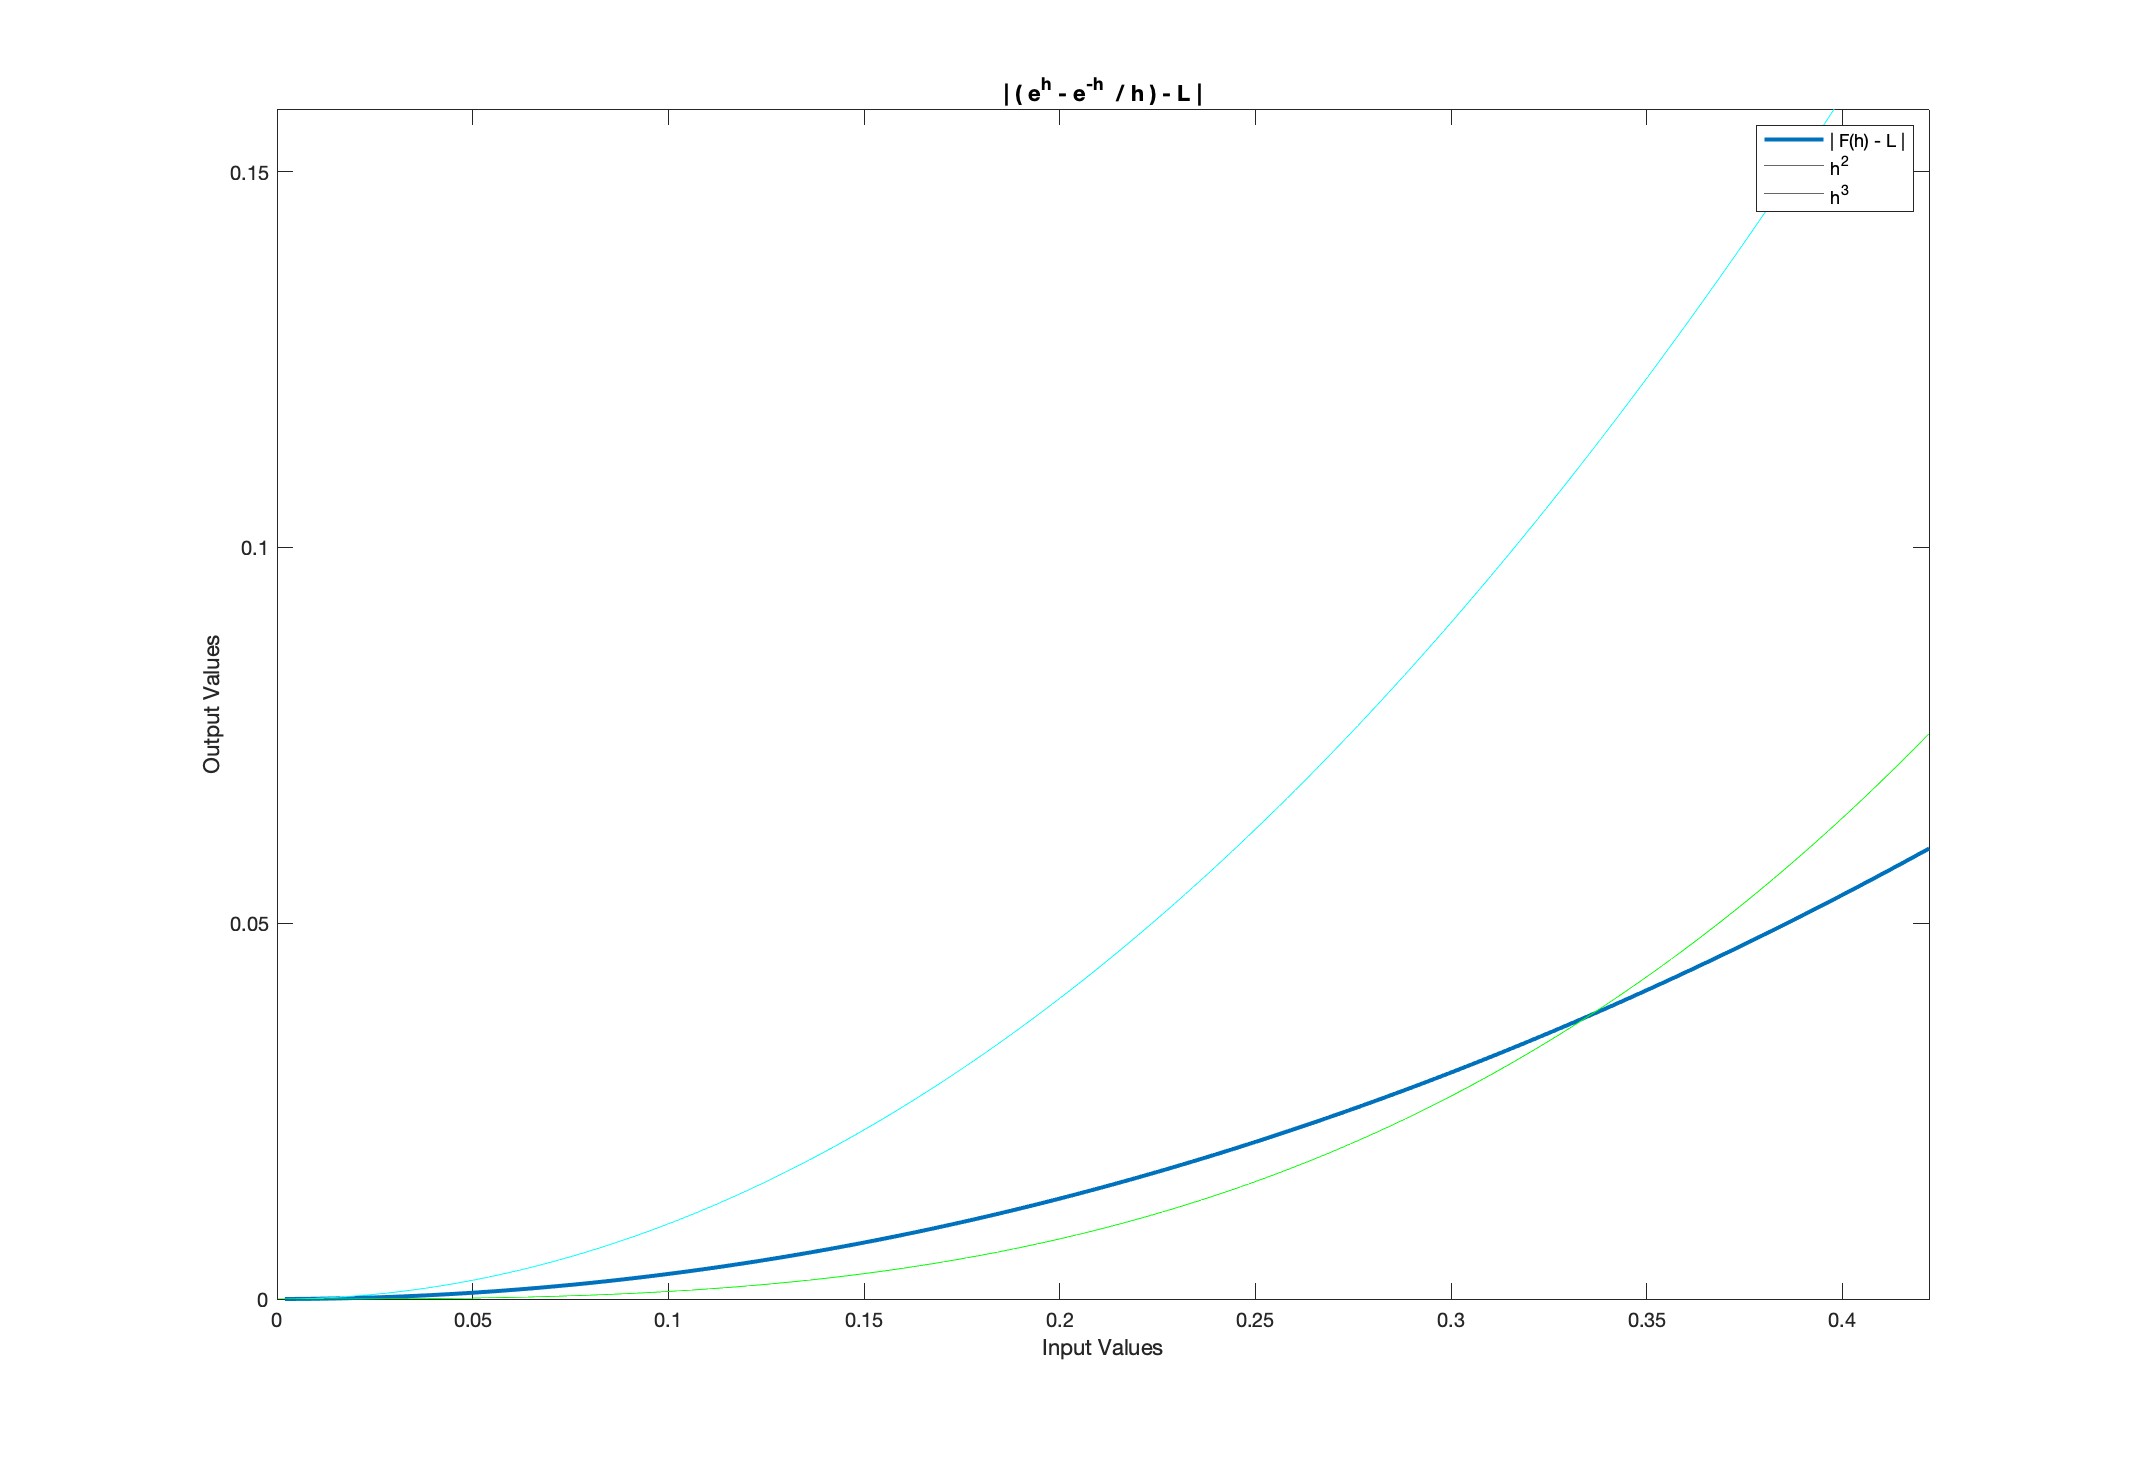 | ( e^h - e^-h / h ) - L |
| F(h) - L |
h^2
h^3
0.15
0.1
0.05
0
Output Values
0 0.05 0.1 0.15 0.2 0.25 0.3 0.35 0.4
Input Values